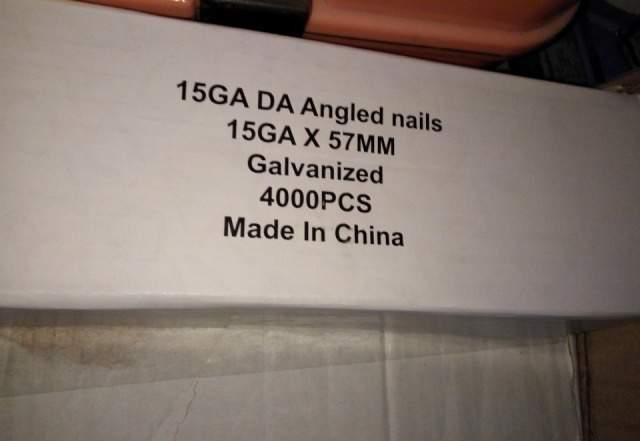 15GA DA Angled nails
15GA X 57MM
Galvanized
4000PCS
Made In China